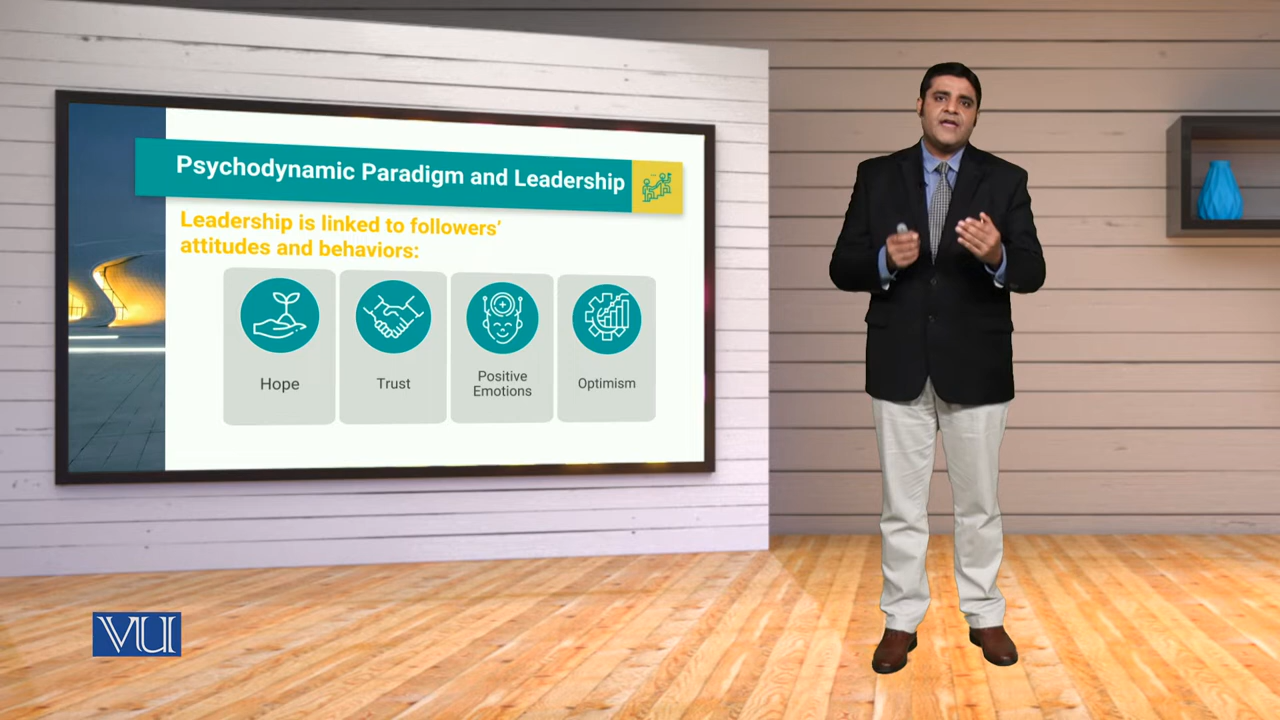 Psychodynamic Paradigm and Leadership
Leadership is linked to followers’
attitudes and behaviors:
Hope
Trust
Positive
Emotions
Optimism
VU